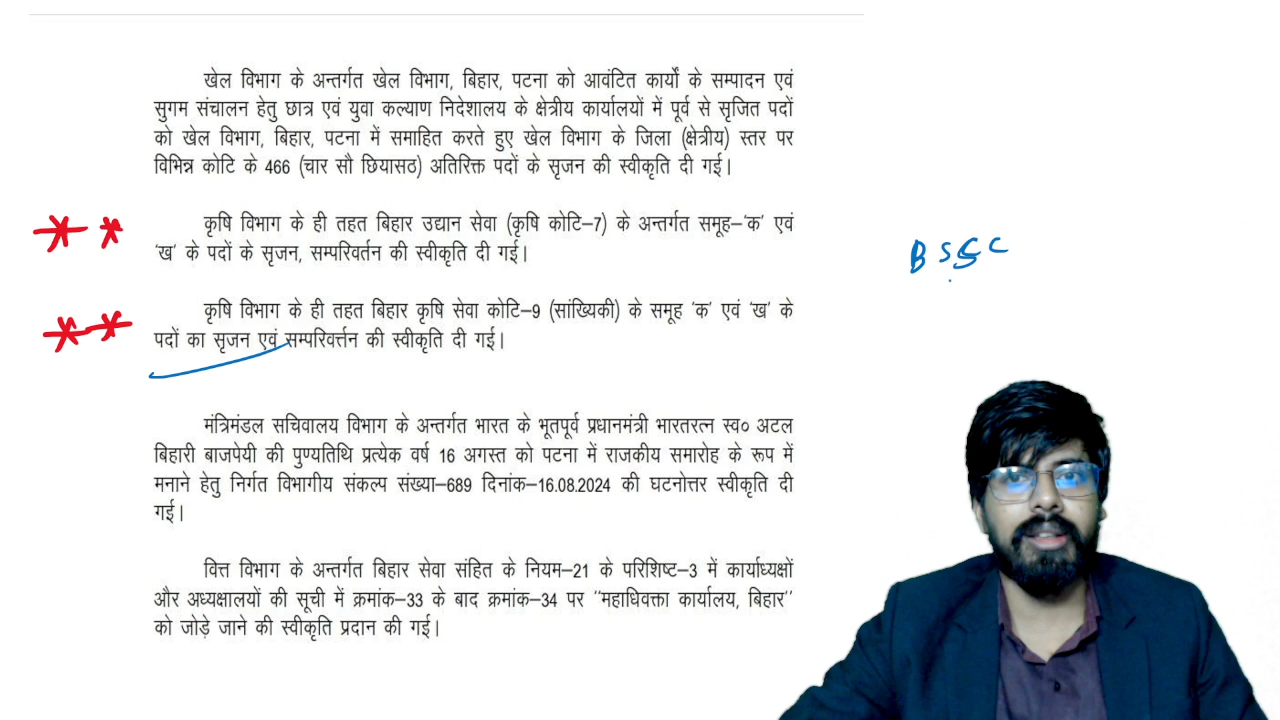 खेल विभाग के अन्तर्गत खेल विभाग, बिहार, पटना को आवंटित कार्यों के सम्पादन एवं
सुगम संचालन हेतु छात्र एवं युवा कल्याण निदेशालय के क्षेत्रीय कार्यालयों में पूर्व से सृजित पदों
को खेल विभाग, बिहार, पटना में समाहित करते हुए खेल विभाग के जिला (क्षेत्रीय) स्तर पर
विभिन्न कोटि के 466 (चार सौ छियासठ) अतिरिक्त पदों के सृजन की स्वीकृति दी गई।
कृषि विभाग के ही तहत बिहार उद्यान सेवा (कृषि कोटि–7) के अन्तर्गत समूह–'क' एवं
'ख' के पदों के सृजन, सम्परिवर्तन की स्वीकृति दी गई।
BSSC
कृषि विभाग के ही तहत बिहार कृषि सेवा कोटि–9 (सांख्यिकी) के समूह 'क' एवं 'ख' के
पदों का सृजन एवं सम्परिवर्त्तन की स्वीकृति दी गई।
मंत्रिमंडल सचिवालय विभाग के अन्तर्गत भारत के भूतपूर्व प्रधानमंत्री भारतरत्न स्व० अटल
बिहारी बाजपेयी की पुण्यतिथि प्रत्येक वर्ष 16 अगस्त को पटना में राजकीय समारोह के रूप में
मनाने हेतु निर्गत विभागीय संकल्प संख्या–689 दिनांक–16.08.2024 की घटनोत्तर स्वीकृति दी
गई।
वित्त विभाग के अन्तर्गत बिहार सेवा संहित के नियम–21 के परिशिष्ट–3 में कार्याध्यक्षों
और अध्यक्षालयों की सूची में क्रमांक–33 के बाद क्रमांक–34 पर ''महाधिवक्ता कार्यालय, बिहार''
को जोड़े जाने की स्वीकृति प्रदान की गई।